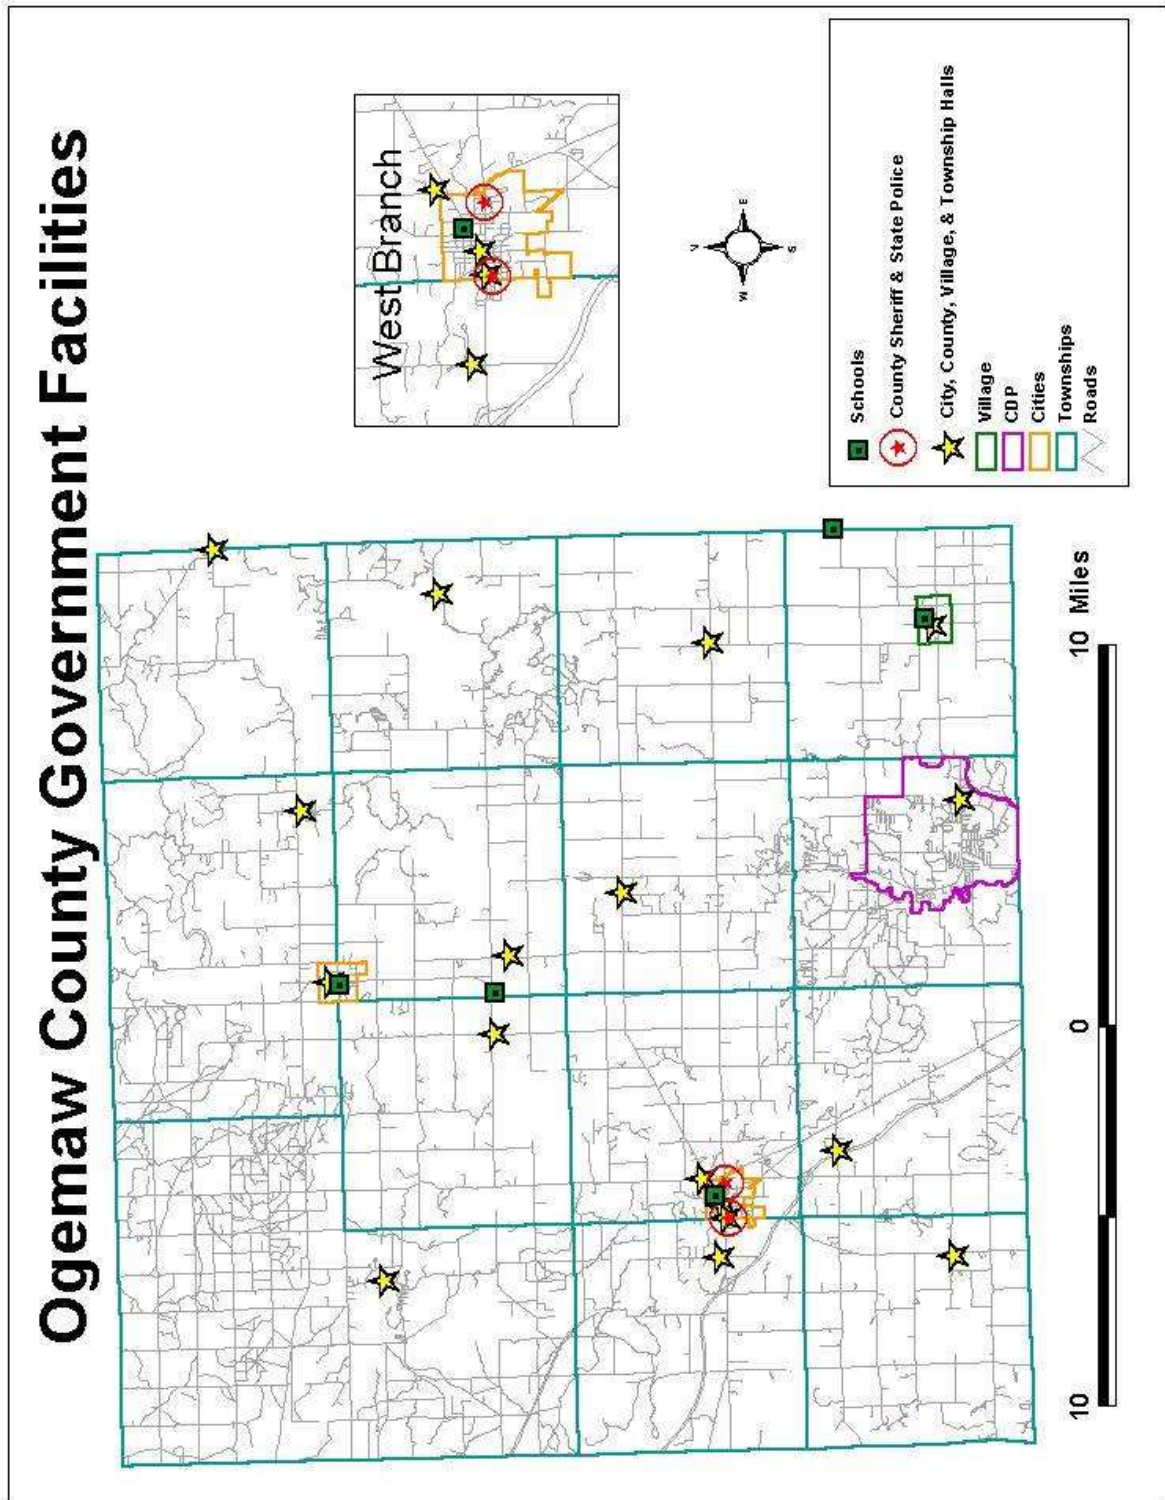 Ogemaw County Government Facilities
West Branch
N
W
E
S
Schools
County Sheriff & State Police
City, County, Village, & Township Halls
Village
CDP
Cities
Townships
Roads
10 0 10 Miles